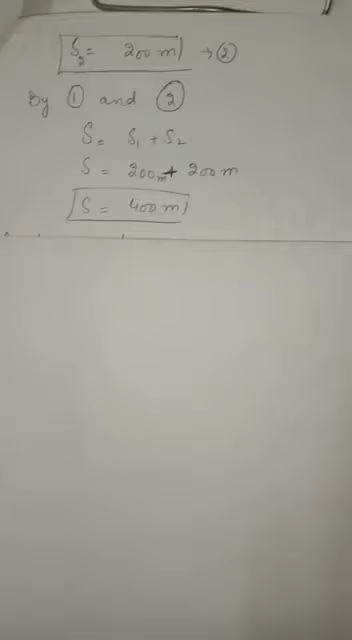 S₂ = 200 m → ②
By ① and ②
S = S₁ + S₂
S = 200m + 200 m
S = 400 m